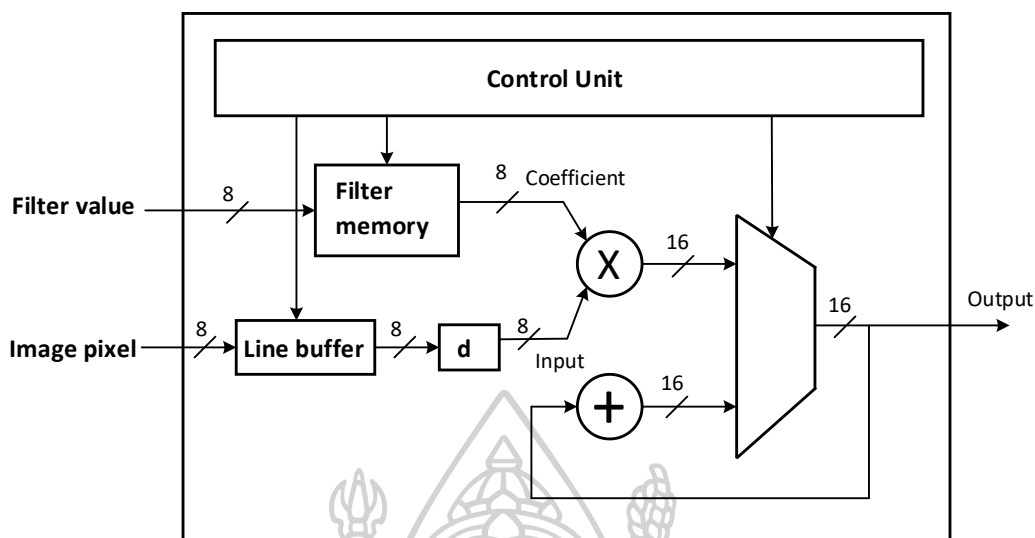 Control Unit
8
Filter value
Filter
memory
8
Coefficient
X
16
8
Image pixel
Line buffer
8
d
8
Input
+
16
16
Output